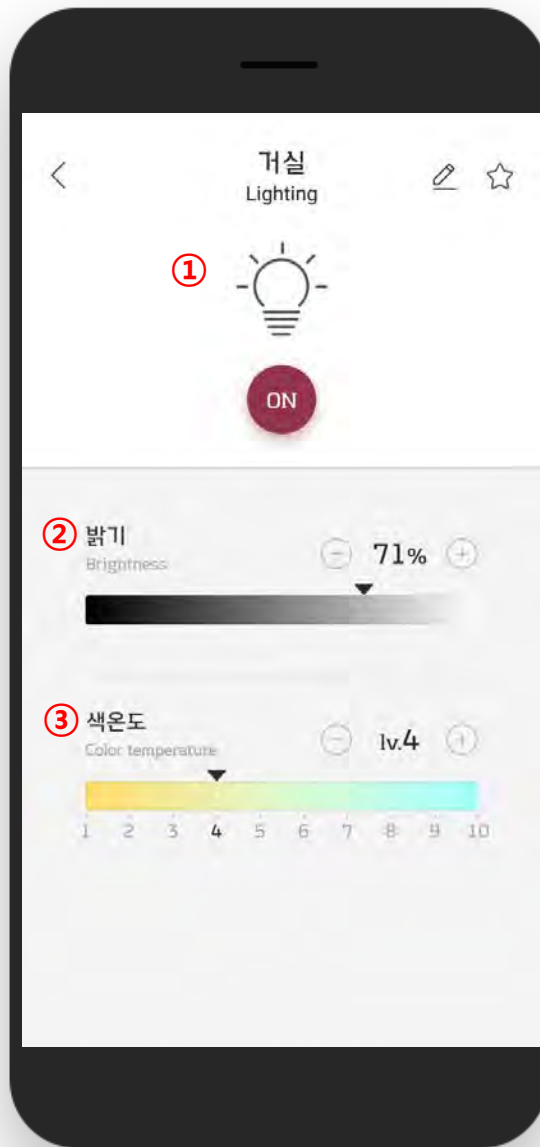 거실
Lighting
①
ON
② 밝기
Brightness
71%
③ 색온도
Color temperature
lv.4
1 2 3 4 5 6 7 8 9 10